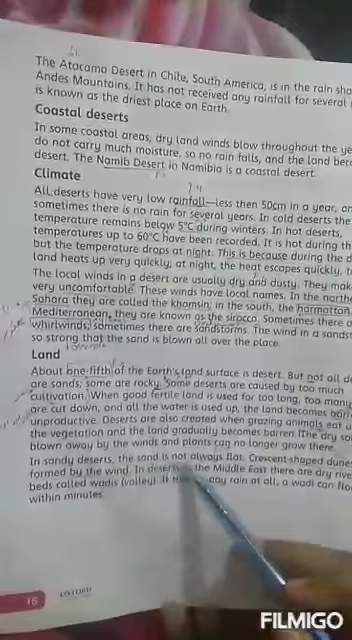 The Atacama Desert in Chile, South America, is in the rain sha
Andes Mountains. It has not received any rainfall for several
is known as the driest place on Earth.
Coastal deserts
In some coastal areas, dry land winds blow throughout the ye
do not carry much moisture, so no rain falls, and the land beco
desert. The Namib Desert in Namibia is a coastal desert.
Climate
All deserts have very low rainfall—less then 50cm in a year, an
sometimes there is no rain for several years. In cold deserts the
temperature remains below 5°C during winters. In hot deserts,
temperatures up to 60°C have been recorded. It is hot during th
but the temperature drops at night. This is because during the d
land heats up very quickly; at night, the heat escapes quickly, t
The local winds in a desert are usually dry and dusty. They mak
very uncomfortable. These winds have local names. In the northe
Sahara they are called the khamsin; in the south, the harmattan
Mediterranean, they are known as the sirocco. Sometimes there a
whirlwinds; sometimes there are sandstorms. The wind in a sands
so strong that the sand is blown all over the place.
Land
About one-fifth of the Earth's land surface is desert. But not all de
are sands; some are rocky. Some deserts are caused by too much
cultivation. When good fertile land is used for too long, too many
are cut down, and all the water is used up, the land becomes barr
unproductive. Deserts are also created when grazing animals eat u
the vegetation and the land gradually becomes barren. The dry so
blown away by the winds and plants can no longer grow there.
In sandy deserts, the sand is not always flat. Crescent-shaped dune
formed by the wind. In deserts in the Middle East there are dry rive
beds called wadis (valley). If there any rain at all, a wadi can flo
within minutes.
16
OXFORD
FILMIGO